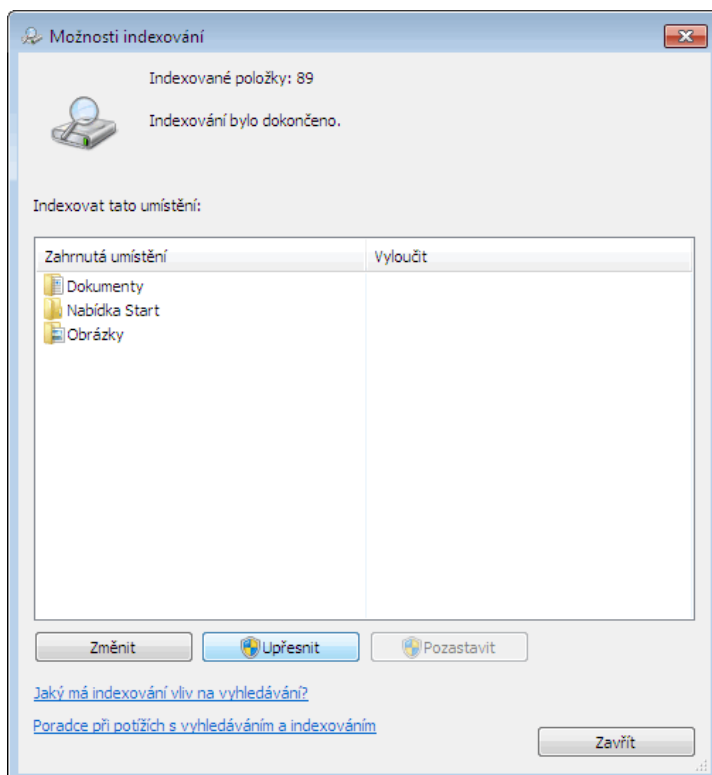 Možnosti indexování
Indexované položky: 89
Indexování bylo dokončeno.
Indexovat tato umístění:
Zahrnutá umístění Vyloučit
Dokumenty
Nabídka Start
Obrázky
Změnit Upřesnit Pozastavit
Jaký má indexování vliv na vyhledávání?
Poradce při potížích s vyhledáváním a indexováním
Zavřít